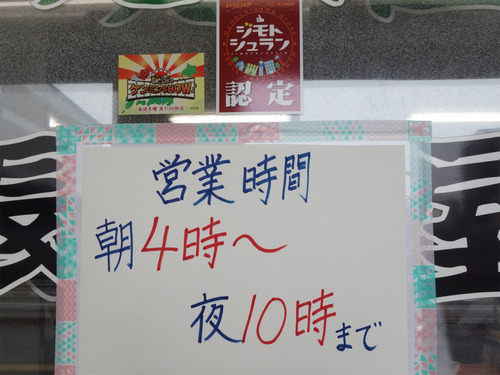 ジモト
シュラン
認定
ケンミンSHOW
営業時間
朝4時～
夜10時まで